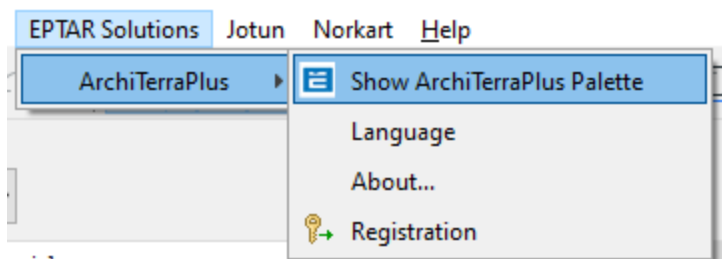 EPTAR Solutions Jotun Norkart Help
ArchiTerraPlus Show ArchiTerraPlus Palette
Language
About...
Registration